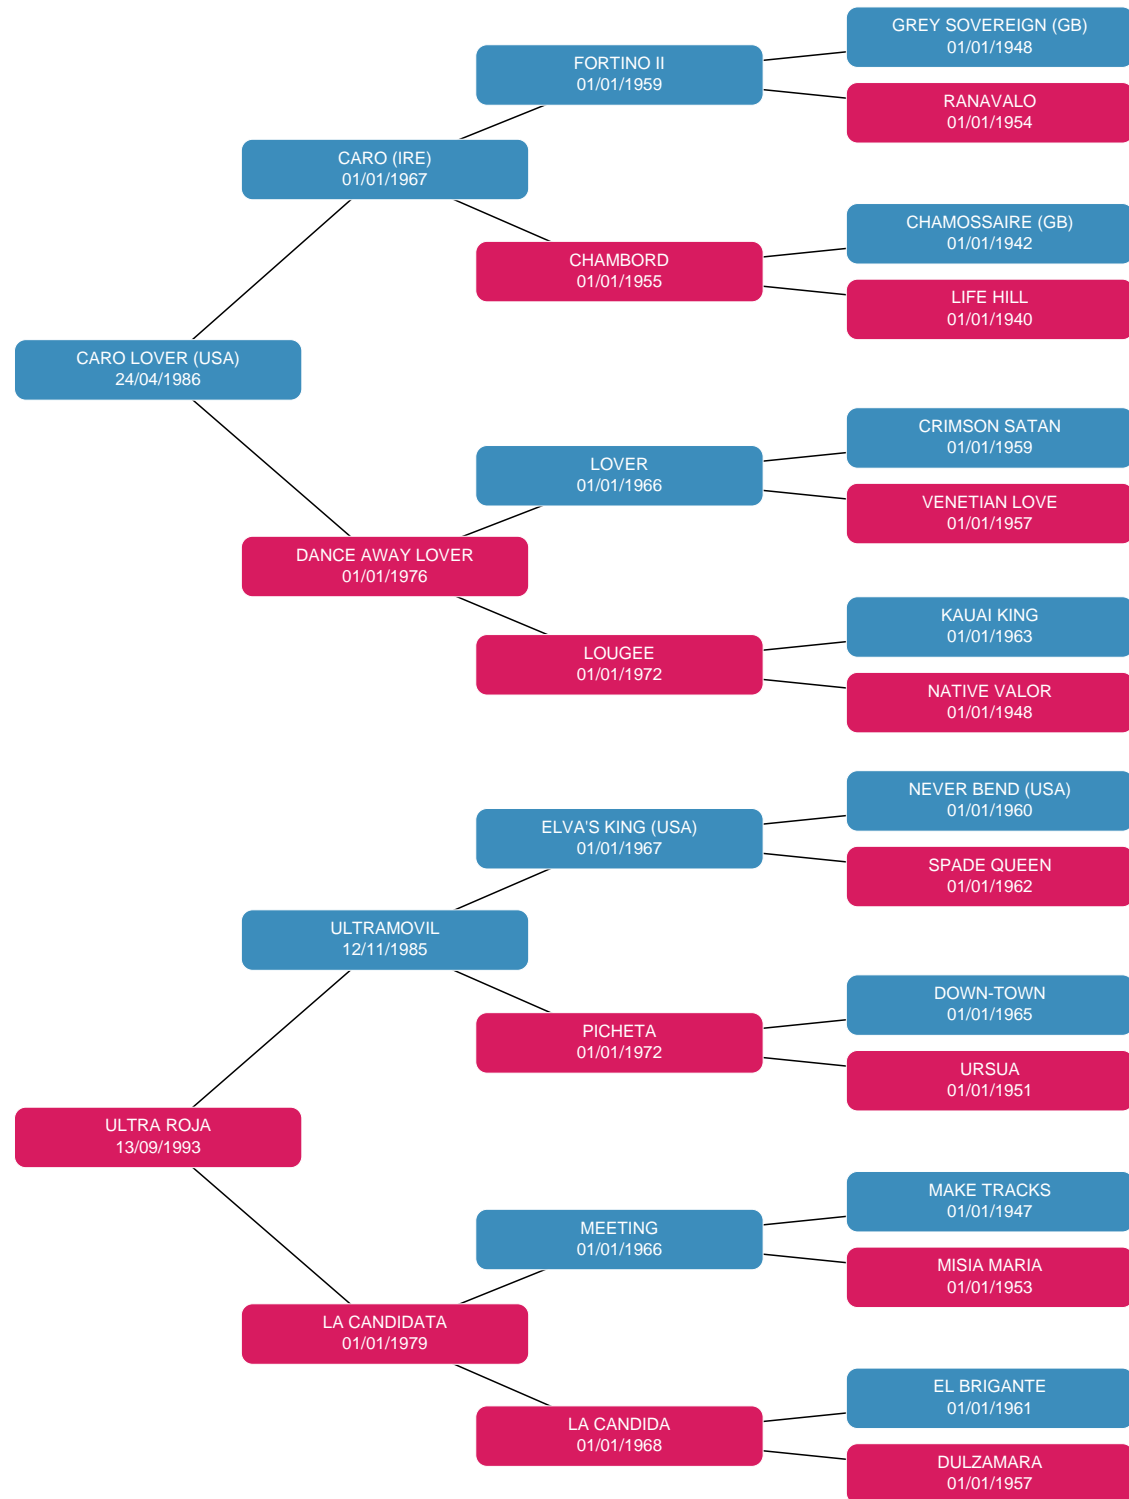 GREY SOVEREIGN (GB)
01/01/1948
FORTINO II
01/01/1959
RANAVALO
01/01/1954
CARO (IRE)
01/01/1967
CHAMOSSAIRE (GB)
01/01/1942
CHAMBORD
01/01/1955
LIFE HILL
01/01/1940
CARO LOVER (USA)
24/04/1986
CRIMSON SATAN
01/01/1959
LOVER
01/01/1966
VENETIAN LOVE
01/01/1957
DANCE AWAY LOVER
01/01/1976
KAUAI KING
01/01/1963
LOUGEE
01/01/1972
NATIVE VALOR
01/01/1948
NEVER BEND (USA)
01/01/1960
ELVA'S KING (USA)
01/01/1967
SPADE QUEEN
01/01/1962
ULTRAMOVIL
12/11/1985
DOWN-TOWN
01/01/1965
PICHETA
01/01/1972
URSUA
01/01/1951
ULTRA ROJA
13/09/1993
MAKE TRACKS
01/01/1947
MEETING
01/01/1966
MISIA MARIA
01/01/1953
LA CANDIDATA
01/01/1979
EL BRIGANTE
01/01/1961
LA CANDIDA
01/01/1968
DULZAMARA
01/01/1957